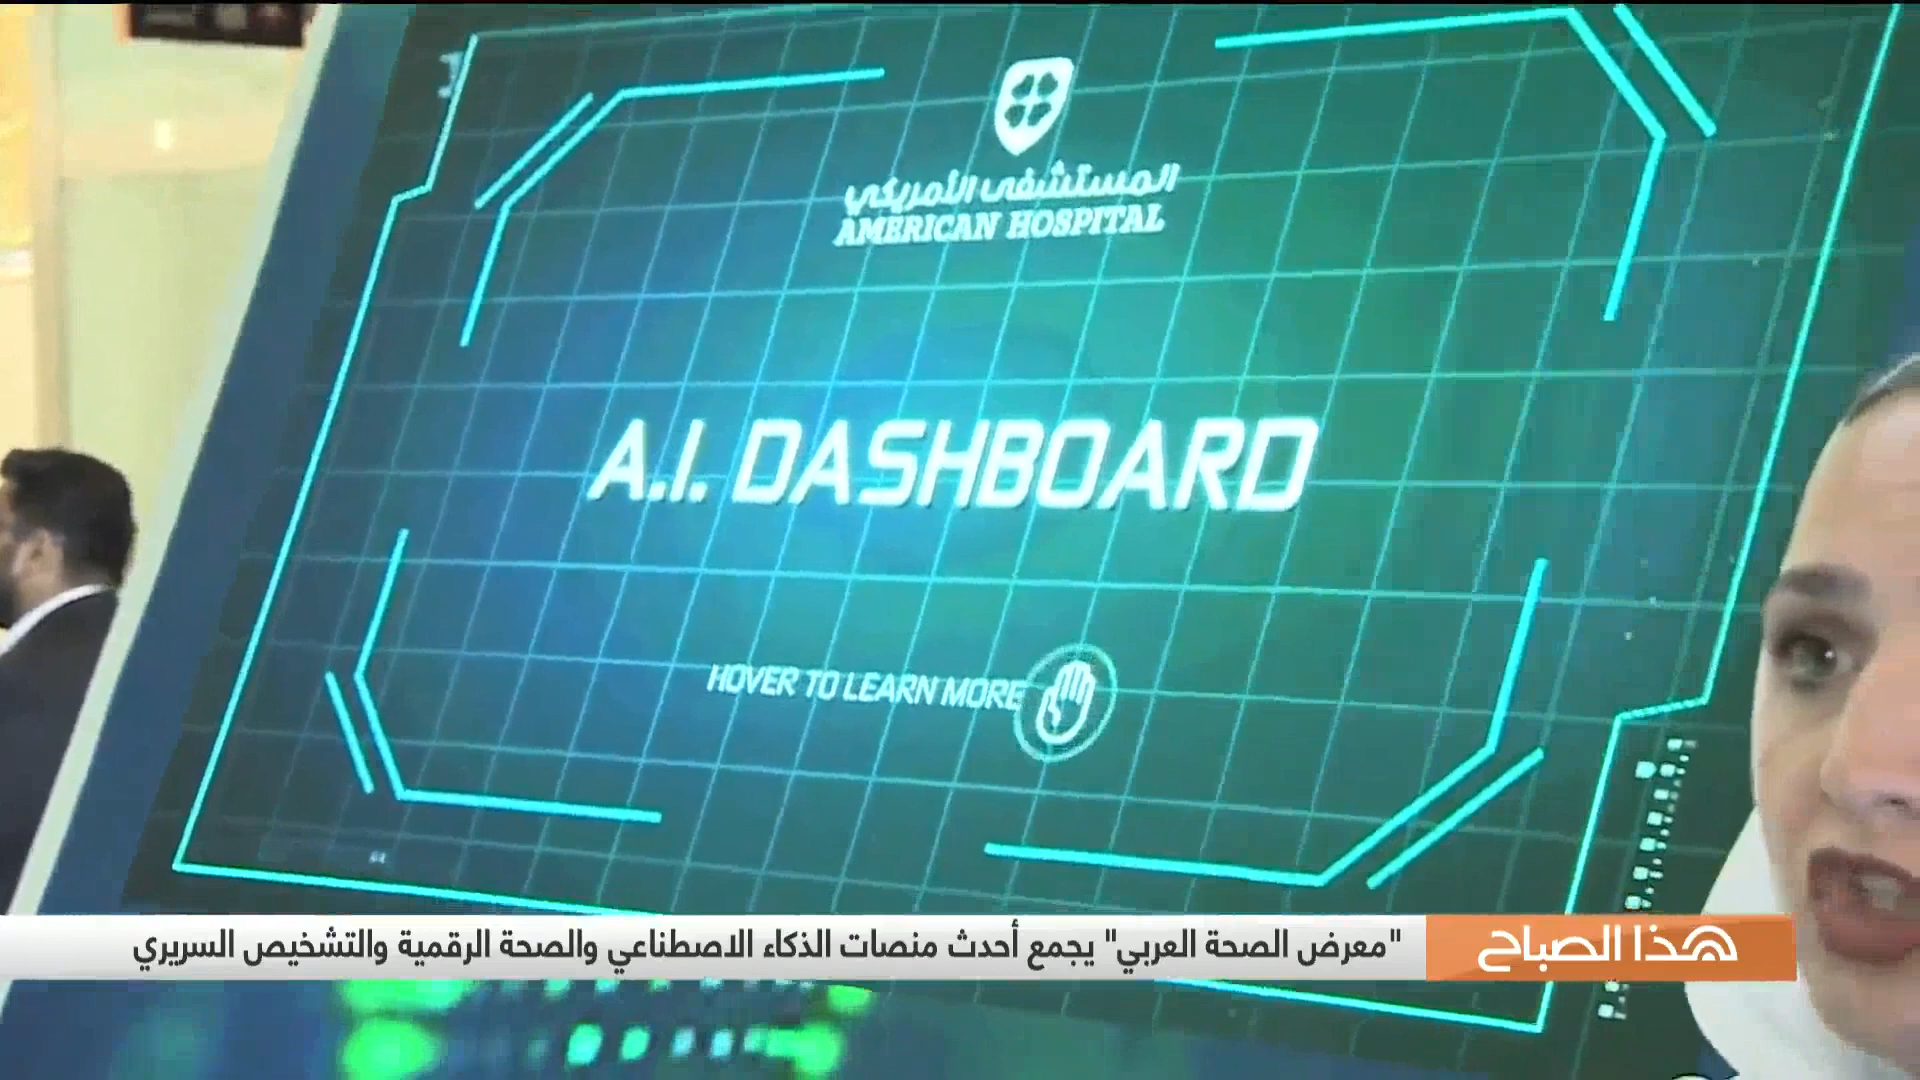 المستشفى الأمريكي
AMERICAN HOSPITAL
A.I. DASHBOARD
HOVER TO LEARN MORE
هذا الصباح
"معرض الصحة العربي" يجمع أحدث منصات الذكاء الاصطناعي والصحة الرقمية والتشخيص السريري